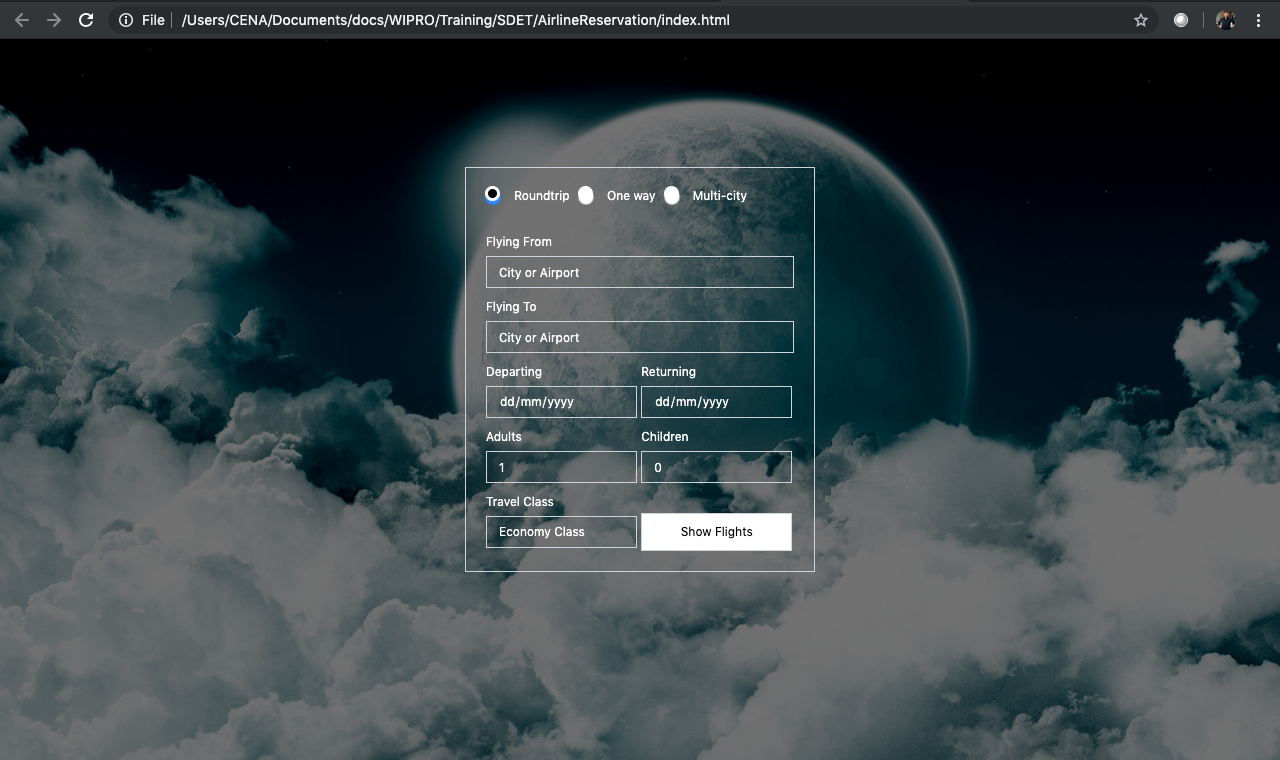 File /Users/CENA/Documents/docs/WIPRO/Training/SDET/AirlineReservation/index.html
Roundtrip One way Multi-city
Flying From
City or Airport
Flying To
City or Airport
Departing Returning
dd/mm/yyyy dd/mm/yyyy
Adults Children
1 0
Travel Class
Economy Class Show Flights